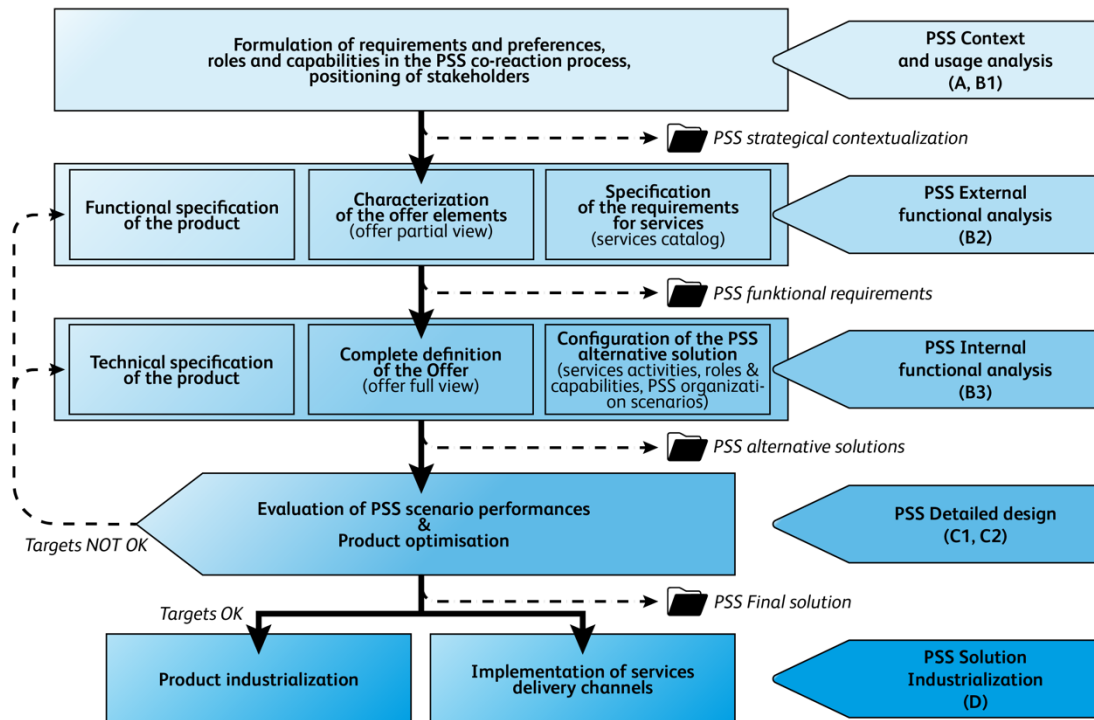 Formulation of requirements and preferences,
roles and capabilities in the PSS co-reaction process,
positioning of stakeholders
PSS Context
and usage analysis
(A, B1)
PSS strategical contextualization
Functional specification
of the product
Characterization
of the offer elements
(offer partial view)
Specification
of the requirements
for services
(services catalog)
PSS External
functional analysis
(B2)
PSS funktional requirements
Technical specification
of the product
Complete definition
of the Offer
(offer full view)
Configuration of the PSS
alternative solution
(services activities, roles &
capabilities, PSS organizati-
on scenarios)
PSS Internal
functional analysis
(B3)
PSS alternative solutions
Evaluation of PSS scenario performances
&
Product optimisation
PSS Detailed design
(C1, C2)
Targets NOT OK
PSS Final solution
Targets OK
Product industrialization
Implementation of services
delivery channels
PSS Solution
Industrialization
(D)